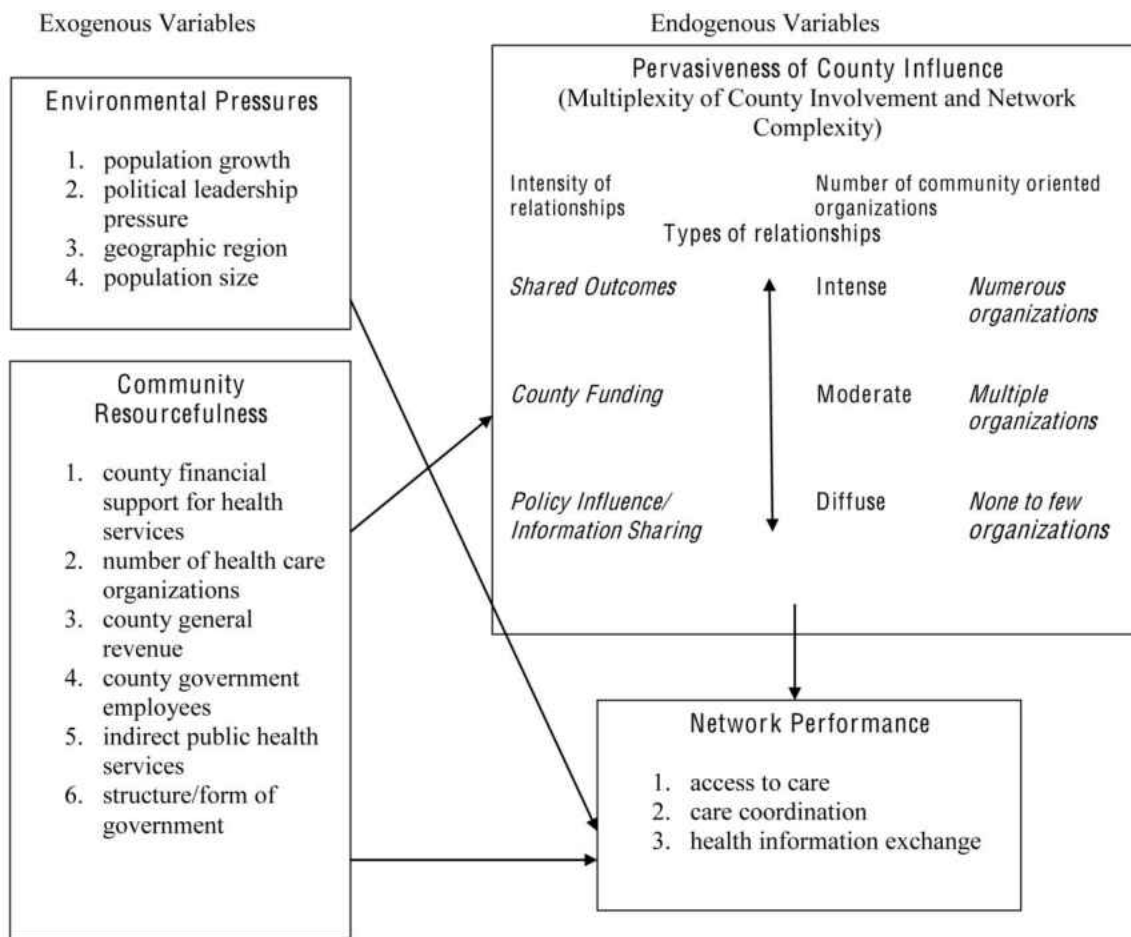 Exogenous Variables
Endogenous Variables
Environmental Pressures
1. population growth
2. political leadership
pressure
3. geographic region
4. population size
Community
Resourcefulness
1. county financial
support for health
services
2. number of health care
organizations
3. county general
revenue
4. county government
employees
5. indirect public health
services
6. structure/form of
government
Pervasiveness of County Influence
(Multiplexity of County Involvement and Network
Complexity)
Intensity of
relationships
Number of community oriented
organizations
Types of relationships
Shared Outcomes
Intense
Numerous
organizations
County Funding
Moderate
Multiple
organizations
Policy Influence/
Information Sharing
Diffuse
None to few
organizations
Network Performance
1. access to care
2. care coordination
3. health information exchange